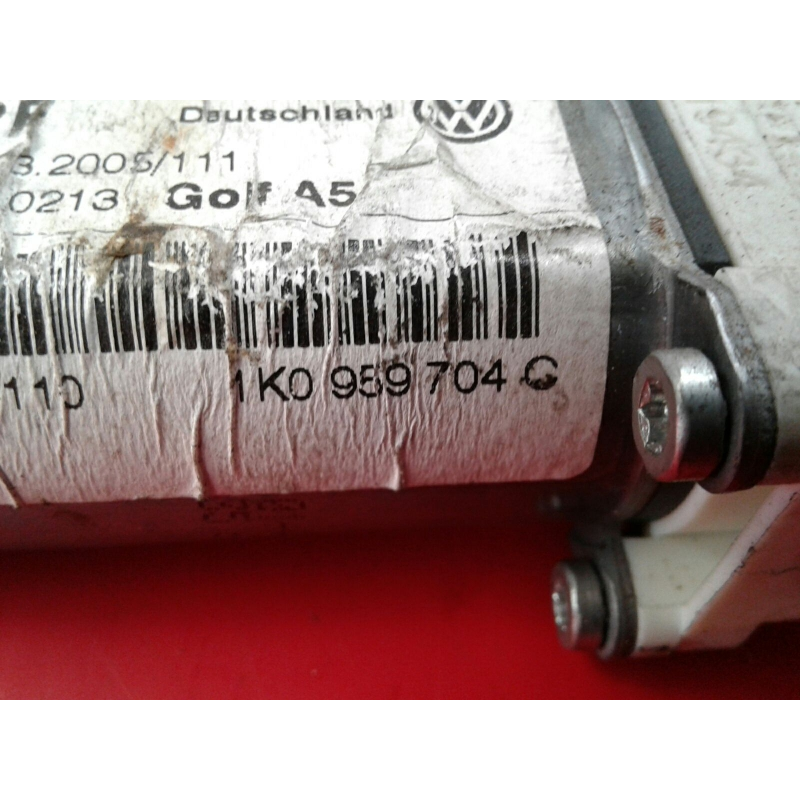 Deutschland
3.2005/111
0213 Golf A5
110 1K0 959 704 G